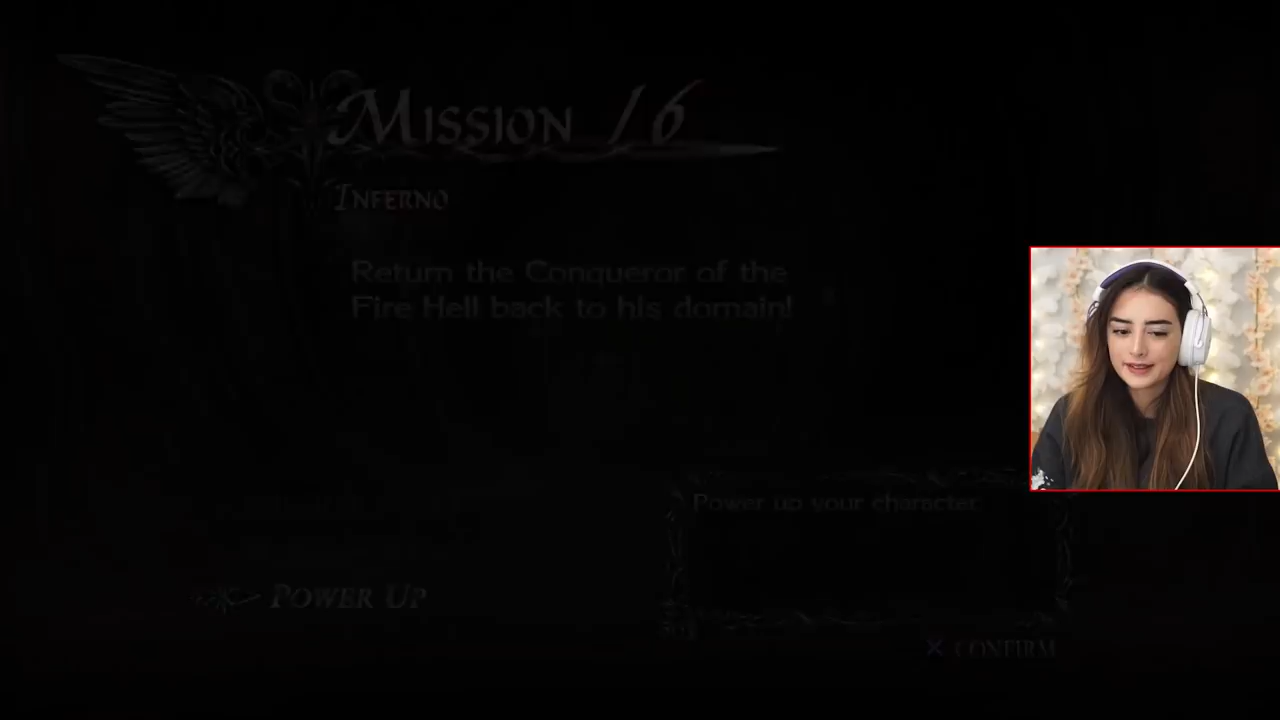 Mission 16
Inferno
Return the Conqueror of the
Fire Hell back to his domain!
Power up your character
Power Up
X Confirm